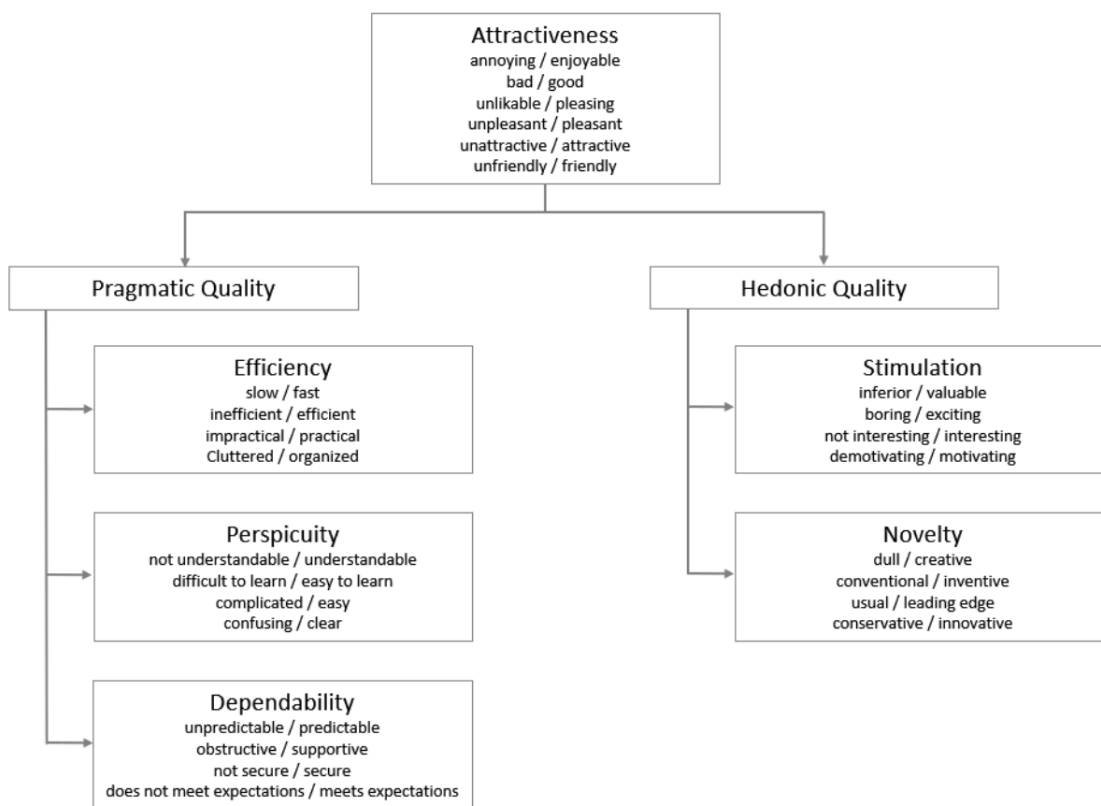 Attractiveness
annoying / enjoyable
bad / good
unlikable / pleasing
unpleasant / pleasant
unattractive / attractive
unfriendly / friendly
Pragmatic Quality
Hedonic Quality
Efficiency
slow / fast
inefficient / efficient
impractical / practical
Cluttered / organized
Stimulation
inferior / valuable
boring / exciting
not interesting / interesting
demotivating / motivating
Perspicuity
not understandable / understandable
difficult to learn / easy to learn
complicated / easy
confusing / clear
Novelty
dull / creative
conventional / inventive
usual / leading edge
conservative / innovative
Dependability
unpredictable / predictable
obstructive / supportive
not secure / secure
does not meet expectations / meets expectations